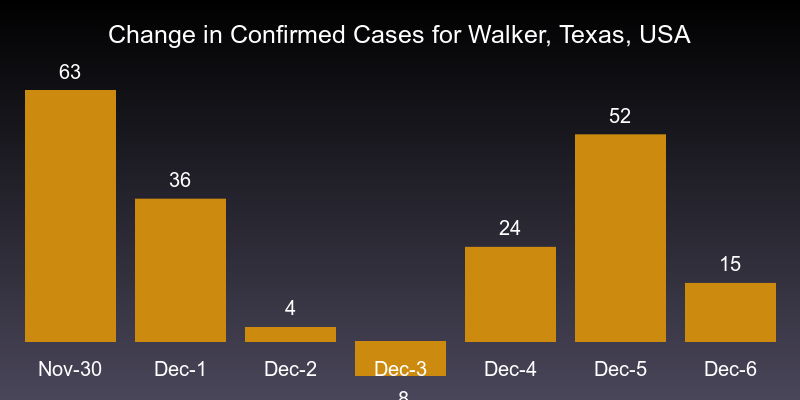 Change in Confirmed Cases for Walker, Texas, USA
63
36
4
24
52
15
Nov-30
Dec-1
Dec-2
Dec-3
Dec-4
Dec-5
Dec-6